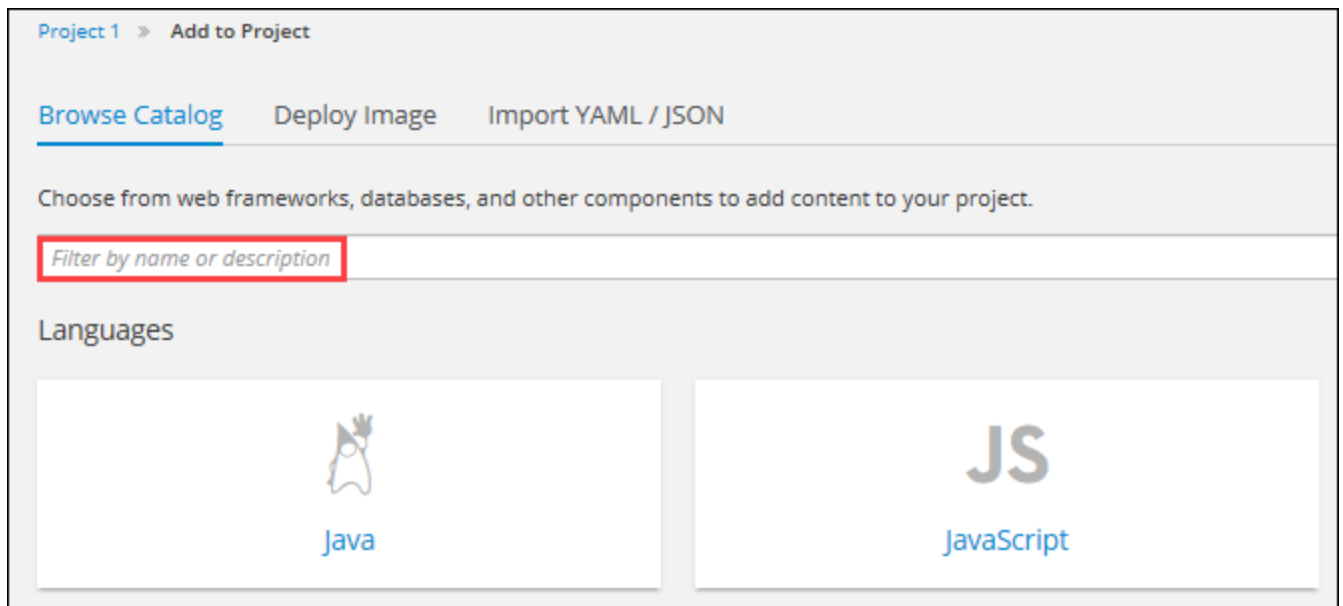 Project 1 » Add to Project
Browse Catalog Deploy Image Import YAML / JSON
Choose from web frameworks, databases, and other components to add content to your project.
Filter by name or description
Languages
JS
Java JavaScript